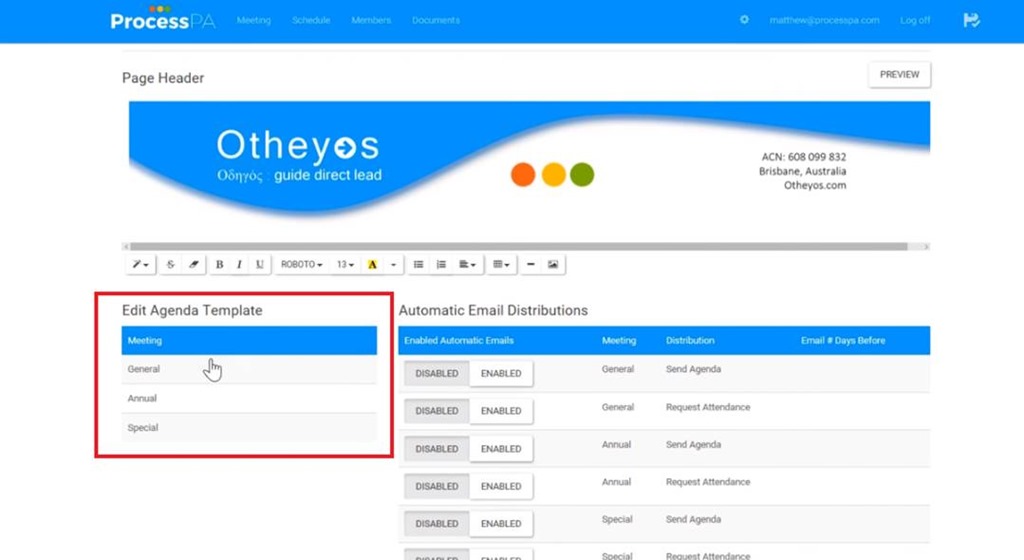 ProcessPA Meeting Schedule Members Documents matthew@processpa.com Log off
Page Header
PREVIEW
Otheyos
Οδηγός : guide direct lead
ACN: 608 099 832
Brisbane, Australia
Otheyos.com
B I U ROBOTO 13 A
Edit Agenda Template
Meeting
General
Annual
Special
Automatic Email Distributions
Enabled Automatic Emails Meeting Distribution Email # Days Before
DISABLED ENABLED General Send Agenda
DISABLED ENABLED General Request Attendance
DISABLED ENABLED Annual Send Agenda
DISABLED ENABLED Annual Request Attendance
DISABLED ENABLED Special Send Agenda
DISABLED ENABLED Special Request Attendance